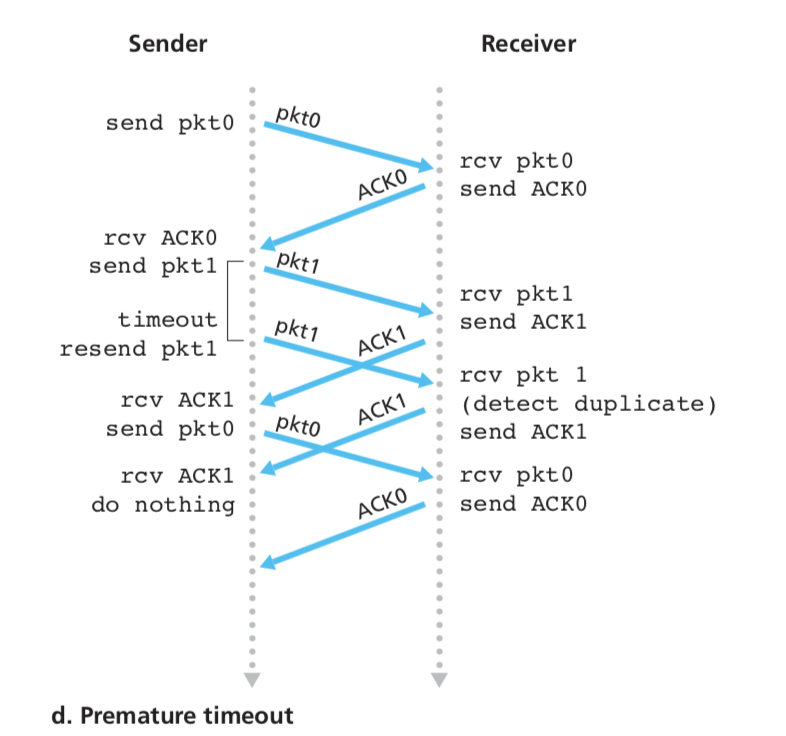 Sender
Receiver
send pkt0
pkt0
rcv pkt0
send ACK0
ACK0
rcv ACK0
send pkt1
pkt1
rcv pkt1
send ACK1
timeout
resend pkt1
pkt1
ACK1
rcv pkt 1
(detect duplicate)
send ACK1
rcv ACK1
send pkt0
pkt0
ACK1
rcv ACK1
do nothing
rcv pkt0
send ACK0
ACK0
d. Premature timeout